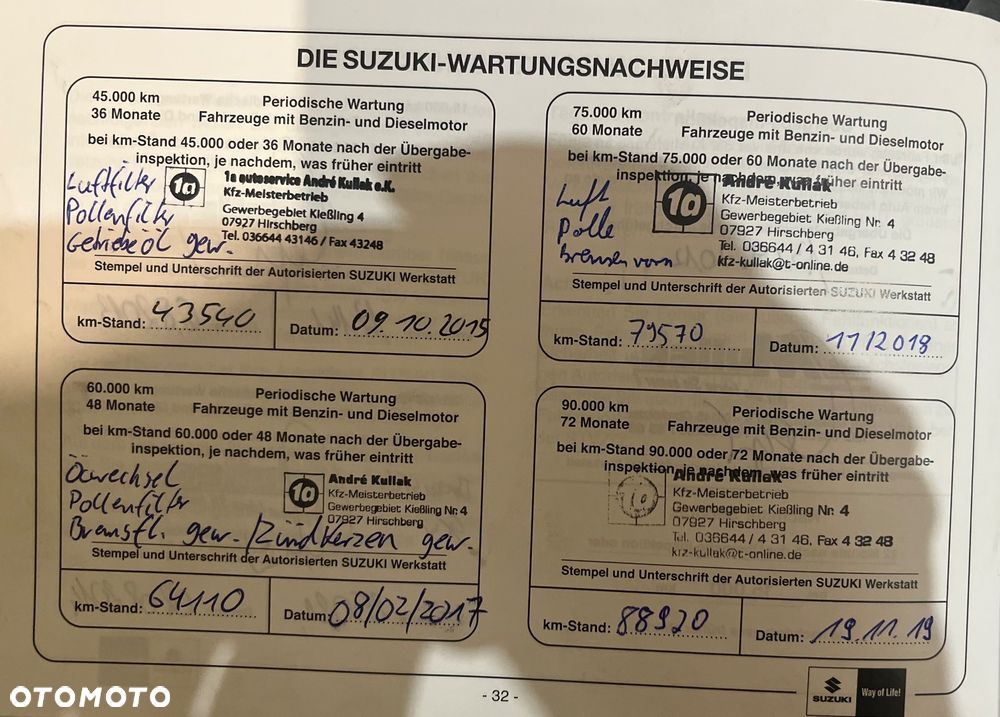 DIE SUZUKI-WARTUNGSNACHWEISE
45.000 km
36 Monate
Periodische Wartung
Fahrzeuge mit Benzin- und Dieselmotor
bei km-Stand 45.000 oder 36 Monate nach der Übergabe-
inspektion, je nachdem, was früher eintritt
Luftfilter
Pollenfilter
Getriebeöl gew.
1a
1a autoservice André Kullak e.K.
Kfz-Meisterbetrieb
Gewerbegebiet Kießling 4
07927 Hirschberg
Tel. 036644 43146 / Fax 43248
Stempel und Unterschrift der Autorisierten SUZUKI Werkstatt
km-Stand: 43540
Datum: 09.10.2015
60.000 km
48 Monate
Periodische Wartung
Fahrzeuge mit Benzin- und Dieselmotor
bei km-Stand 60.000 oder 48 Monate nach der Übergabe-
inspektion, je nachdem, was früher eintritt
Ölwechsel
Pollenfilter
Bremsfl. gew. / Zündkerzen gew.
1a
André Kullak
Kfz-Meisterbetrieb
Gewerbegebiet Kießling Nr. 4
07927 Hirschberg
Stempel und Unterschrift der Autorisierten SUZUKI Werkstatt
km-Stand: 64110
Datum: 08/02/2017
75.000 km
60 Monate
Periodische Wartung
Fahrzeuge mit Benzin- und Dieselmotor
bei km-Stand 75.000 oder 60 Monate nach der Übergabe-
inspektion, je nachdem, was früher eintritt
Luft
Polle
Bremsen vorn
1a
André Kullak
Kfz-Meisterbetrieb
Gewerbegebiet Kießling Nr. 4
07927 Hirschberg
Tel. 036644 / 4 31 46, Fax 4 32 48
kfz-kullak@t-online.de
Stempel und Unterschrift der Autorisierten SUZUKI Werkstatt
km-Stand: 79570
Datum: 11/2018
90.000 km
72 Monate
Periodische Wartung
Fahrzeuge mit Benzin- und Dieselmotor
bei km-Stand 90.000 oder 72 Monate nach der Übergabe-
inspektion, je nachdem, was früher eintritt
1a
André Kullak
Kfz-Meisterbetrieb
Gewerbegebiet Kießling Nr. 4
07927 Hirschberg
Tel. 036644 / 4 31 46, Fax 4 32 48
kfz-kullak@t-online.de
Stempel und Unterschrift der Autorisierten SUZUKI Werkstatt
km-Stand: 88920
Datum: 19.11.19
- 32 -
SUZUKI
Way of Life!
OTOMOTO